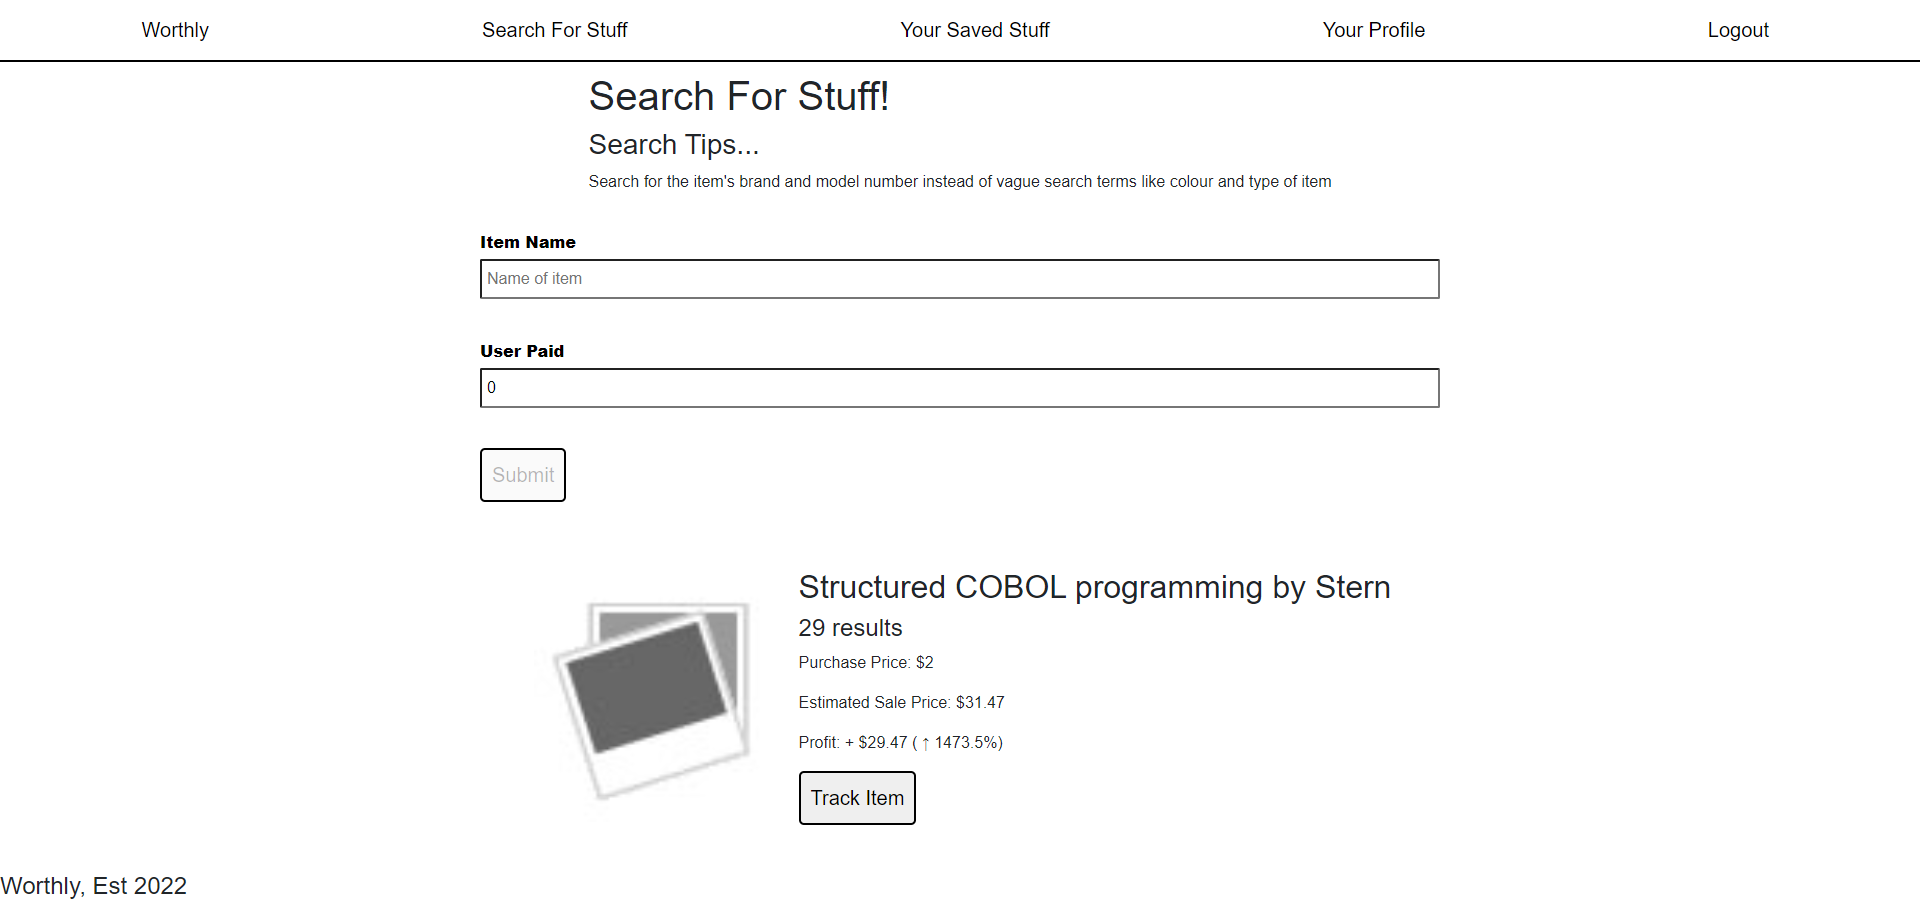 Worthly Search For Stuff Your Saved Stuff Your Profile Logout
Search For Stuff!
Search Tips...
Search for the item's brand and model number instead of vague search terms like colour and type of item
Item Name
Name of item
User Paid
0
Submit
Structured COBOL programming by Stern
29 results
Purchase Price: $2
Estimated Sale Price: $31.47
Profit: + $29.47 ( ↑ 1473.5%)
Track Item
Worthly, Est 2022